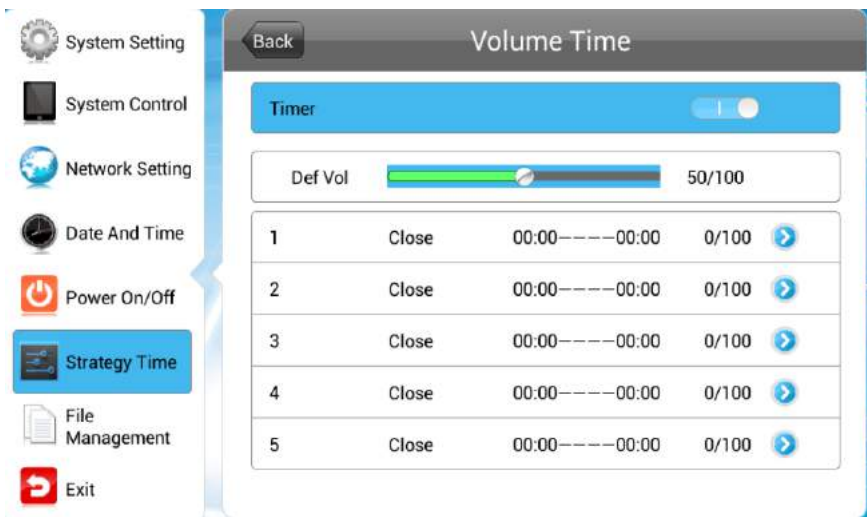 System Setting
System Control
Network Setting
Date And Time
Power On/Off
Strategy Time
File
Management
Exit
Back
Volume Time
Timer
Def Vol 50/100
1 Close 00:00-----00:00 0/100
2 Close 00:00-----00:00 0/100
3 Close 00:00-----00:00 0/100
4 Close 00:00-----00:00 0/100
5 Close 00:00-----00:00 0/100